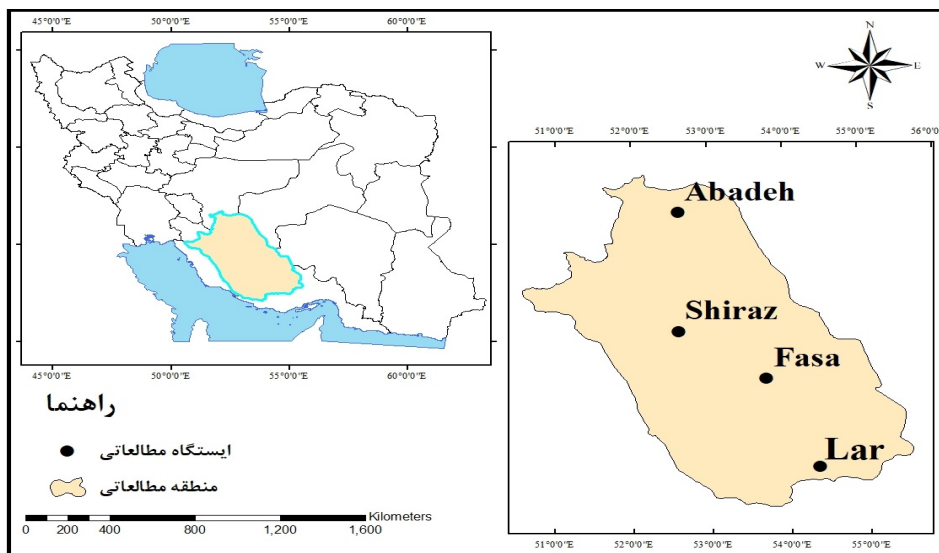 45°0'0"E 50°0'0"E 55°0'0"E 60°0'0"E
45°0'0"E 50°0'0"E 55°0'0"E 60°0'0"E
راهنما
ایستگاه مطالعاتی
منطقه مطالعاتی
Kilometers
0 200 400 800 1,200 1,600
N
W E
S
51°0'0"E 52°0'0"E 53°0'0"E 54°0'0"E 55°0'0"E 56°0'0"E
Abadeh
Shiraz
Fasa
Lar
51°0'0"E 52°0'0"E 53°0'0"E 54°0'0"E 55°0'0"E